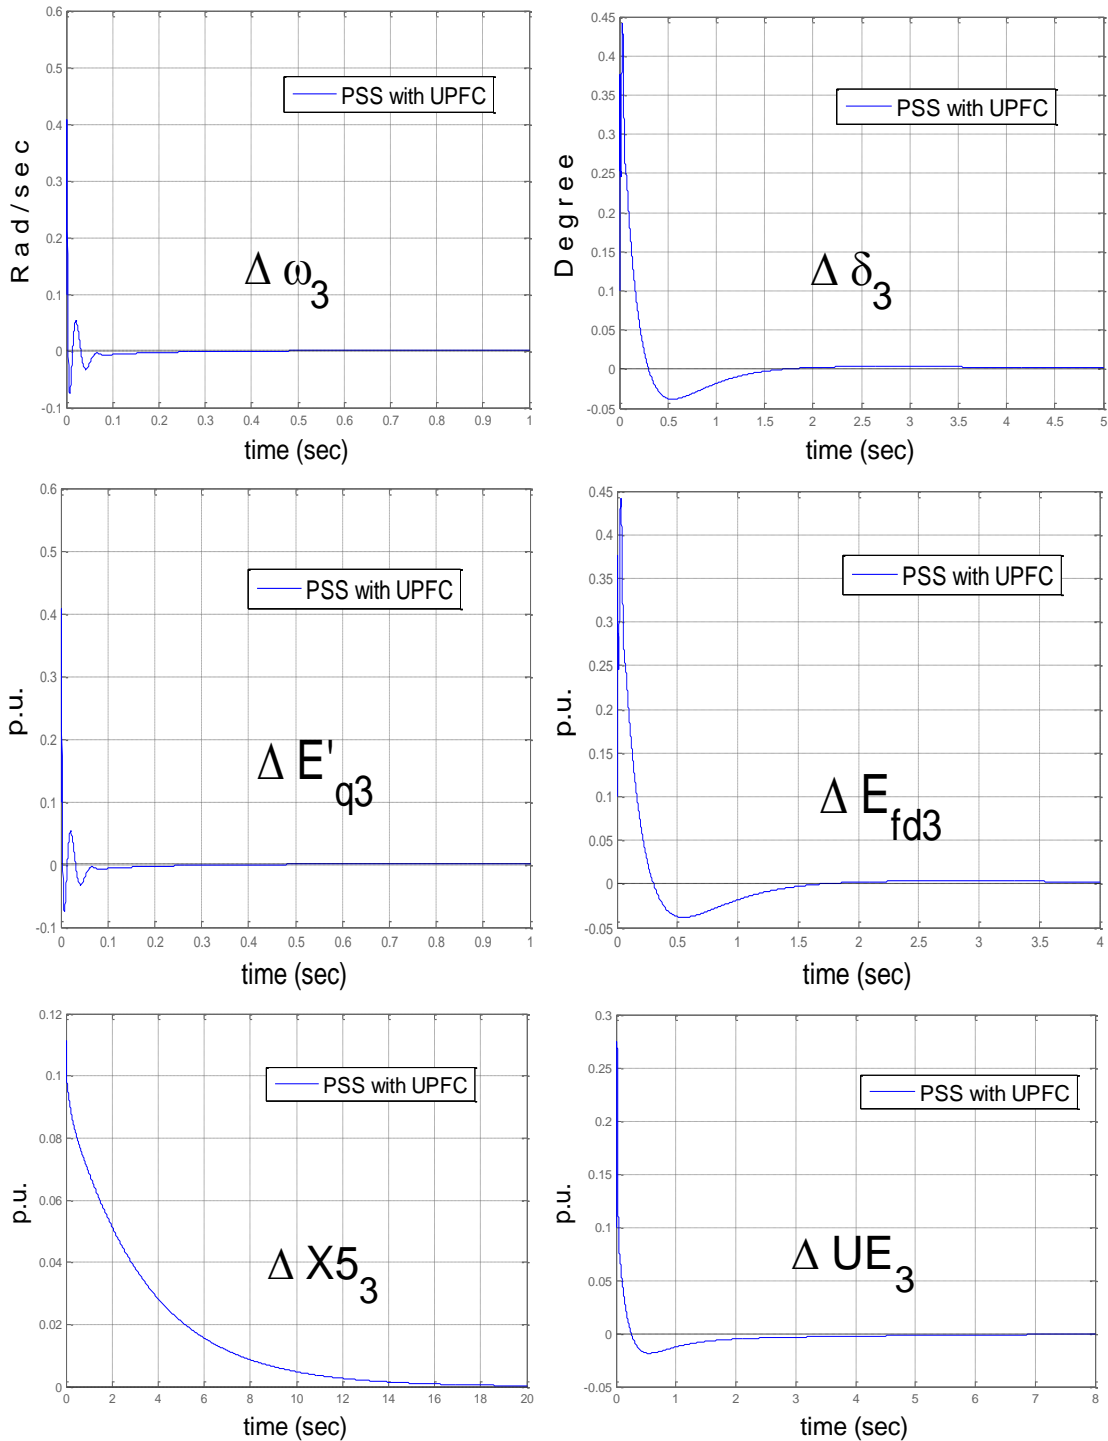 0.6
0.5
0.4
0.3
0.2
0.1
0
-0.1
0 0.1 0.2 0.3 0.4 0.5 0.6 0.7 0.8 0.9 1
Rad/sec
time (sec)
PSS with UPFC
Δ ω3
0.45
0.4
0.35
0.3
0.25
0.2
0.15
0.1
0.05
0
-0.05
0 0.5 1 1.5 2 2.5 3 3.5 4 4.5 5
Degree
time (sec)
PSS with UPFC
Δ δ3
0.6
0.5
0.4
0.3
0.2
0.1
0
-0.1
0 0.1 0.2 0.3 0.4 0.5 0.6 0.7 0.8 0.9 1
p.u.
time (sec)
PSS with UPFC
Δ E'q3
0.45
0.4
0.35
0.3
0.25
0.2
0.15
0.1
0.05
0
-0.05
0 0.5 1 1.5 2 2.5 3 3.5 4
p.u.
time (sec)
PSS with UPFC
Δ Efd3
0.12
0.1
0.08
0.06
0.04
0.02
0
0 2 4 6 8 10 12 14 16 18 20
p.u.
time (sec)
PSS with UPFC
Δ X53
0.3
0.25
0.2
0.15
0.1
0.05
0
-0.05
0 1 2 3 4 5 6 7 8
p.u.
time (sec)
PSS with UPFC
Δ UE3